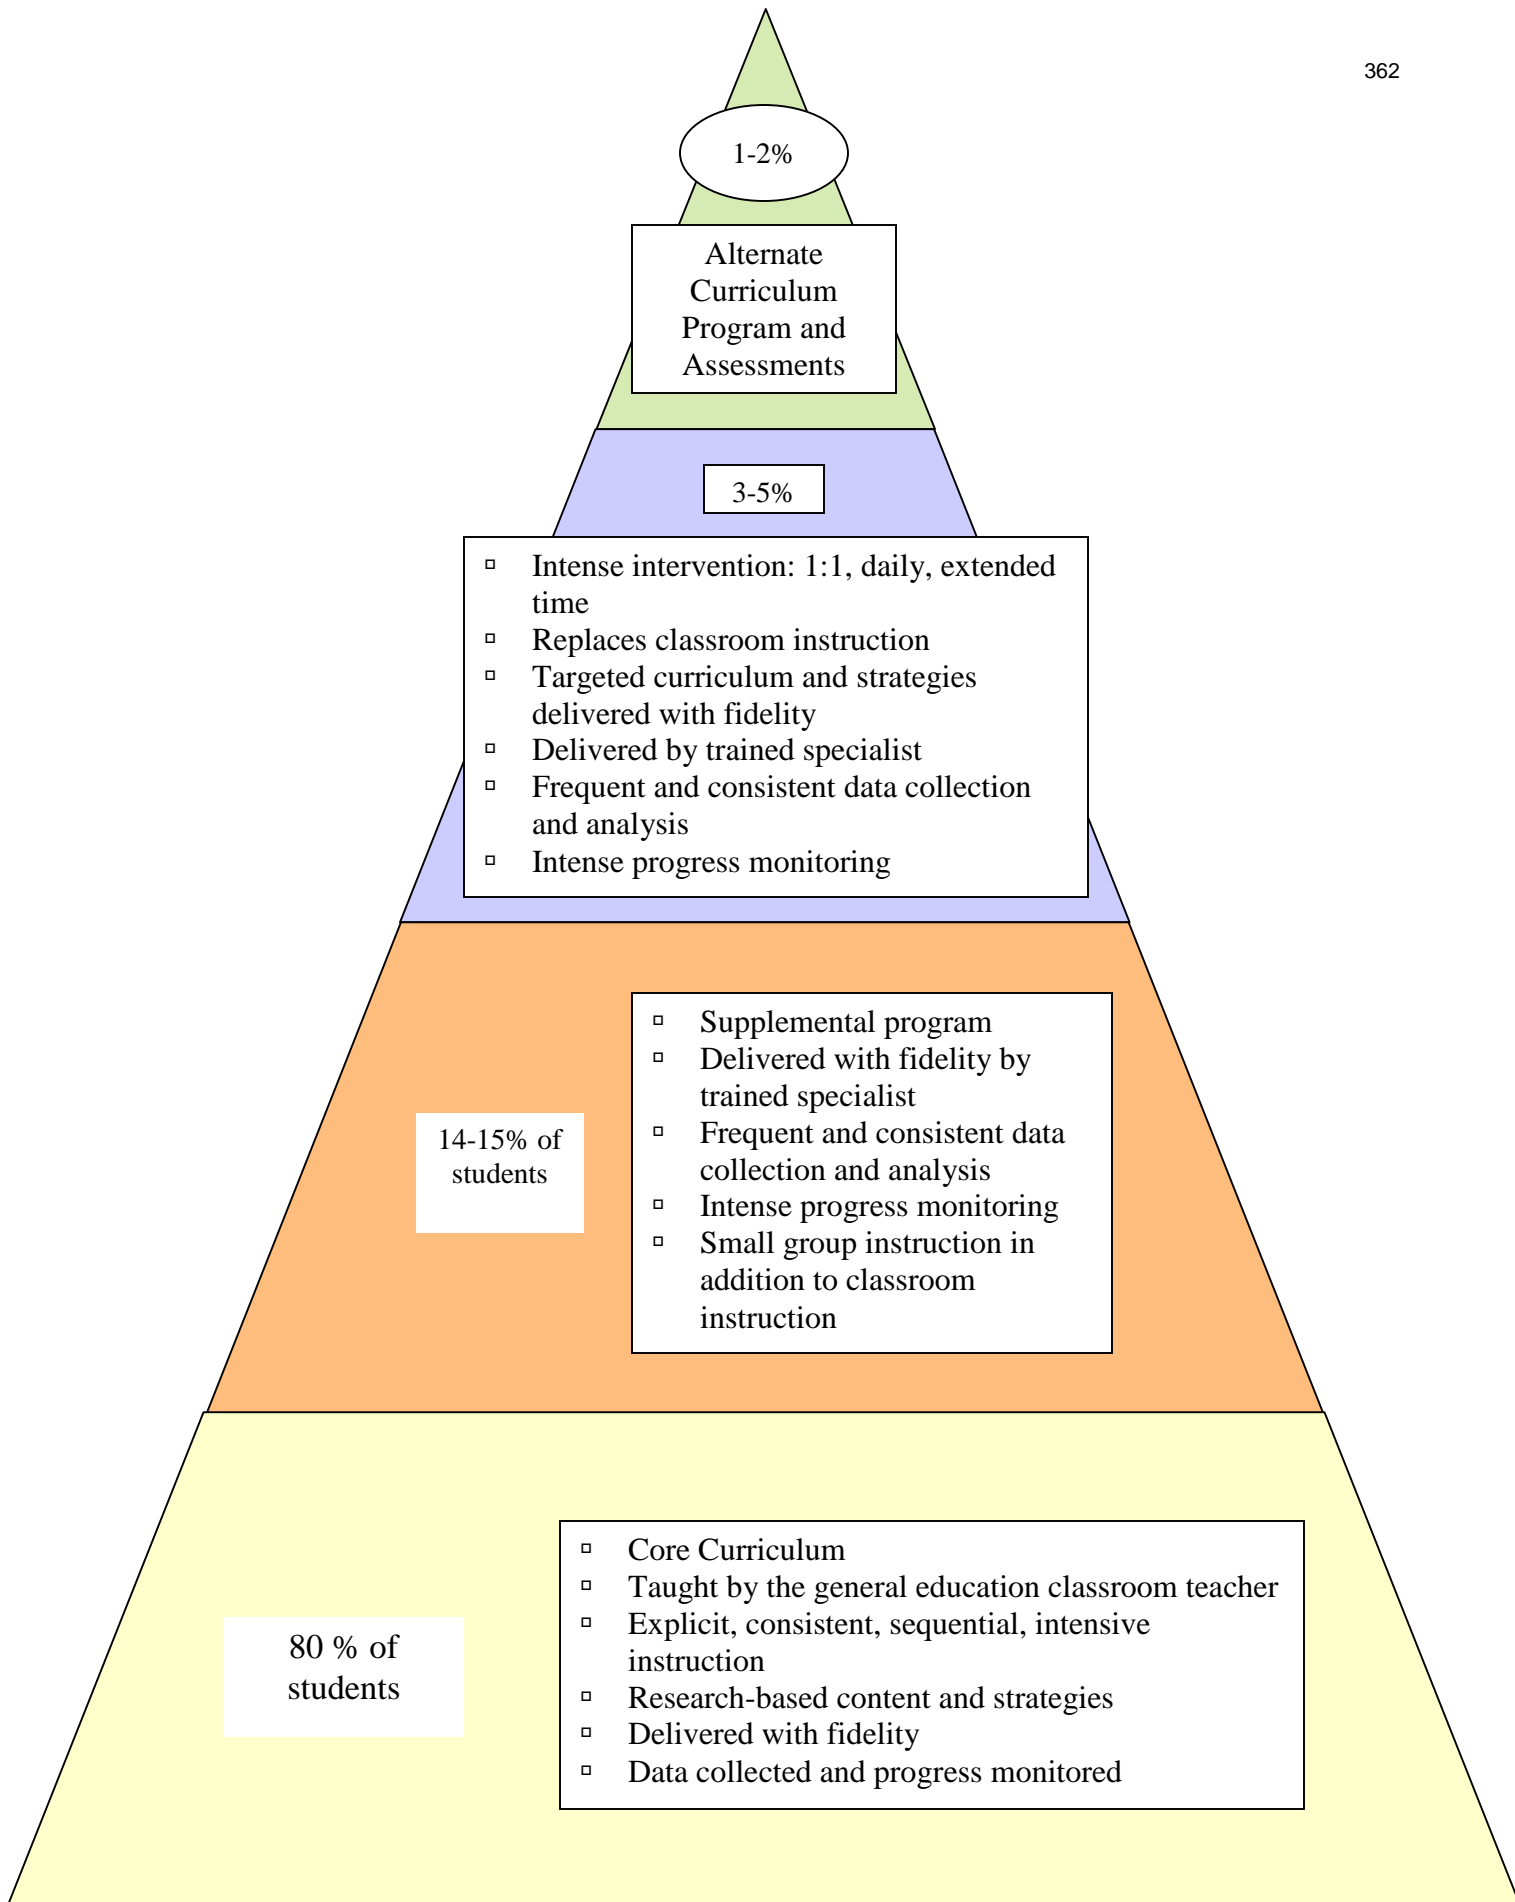 362
1-2%
Alternate
Curriculum
Program and
Assessments
3-5%
▫ Intense intervention: 1:1, daily, extended
time
▫ Replaces classroom instruction
▫ Targeted curriculum and strategies
delivered with fidelity
▫ Delivered by trained specialist
▫ Frequent and consistent data collection
and analysis
▫ Intense progress monitoring
14-15% of
students
▫ Supplemental program
▫ Delivered with fidelity by
trained specialist
▫ Frequent and consistent data
collection and analysis
▫ Intense progress monitoring
▫ Small group instruction in
addition to classroom
instruction
80 % of
students
▫ Core Curriculum
▫ Taught by the general education classroom teacher
▫ Explicit, consistent, sequential, intensive
instruction
▫ Research-based content and strategies
▫ Delivered with fidelity
▫ Data collected and progress monitored